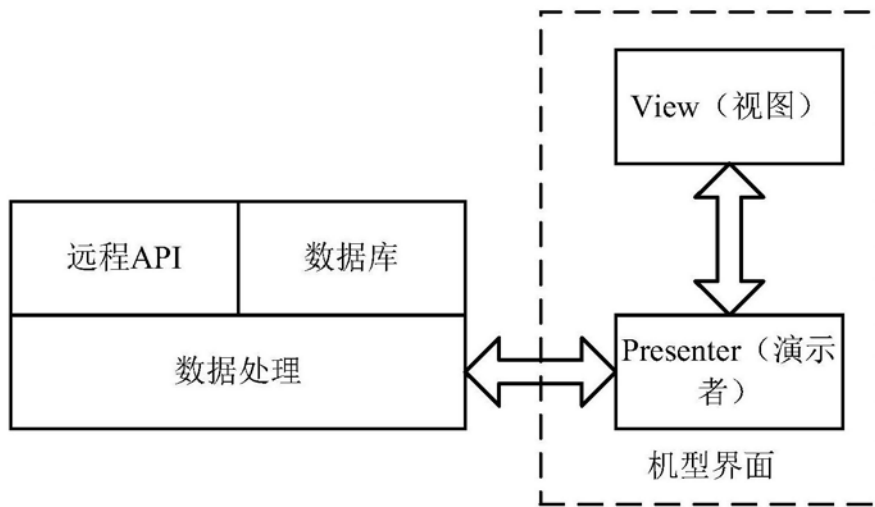 View（视图）
远程API
数据库
数据处理
Presenter（演示
者）
机型界面